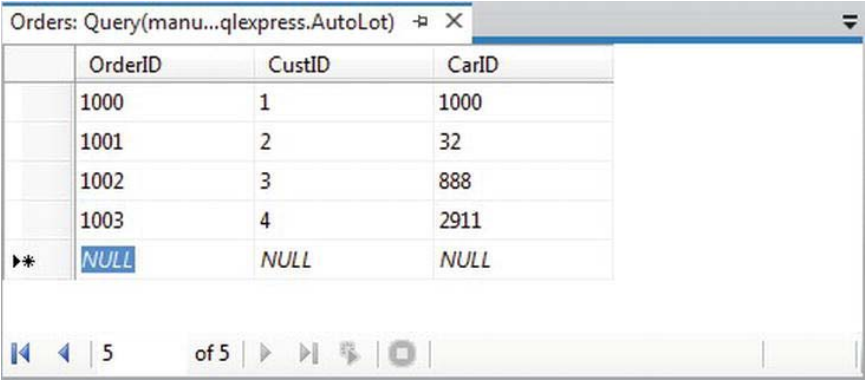 Orders: Query(manu...qlexpress.AutoLot)
OrderID CustID CarID
1000 1 1000
1001 2 32
1002 3 888
1003 4 2911
NULL NULL NULL
5 of 5